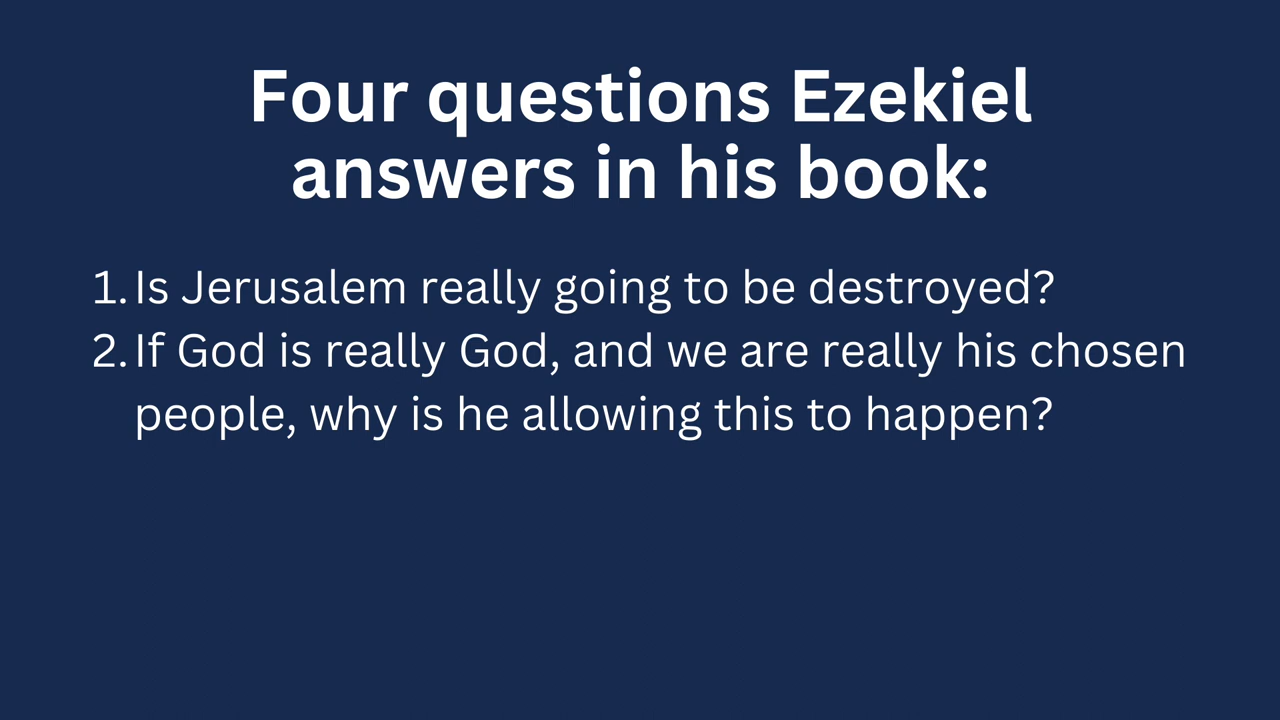 Four questions Ezekiel
answers in his book:
1. Is Jerusalem really going to be destroyed?
2. If God is really God, and we are really his chosen
people, why is he allowing this to happen?